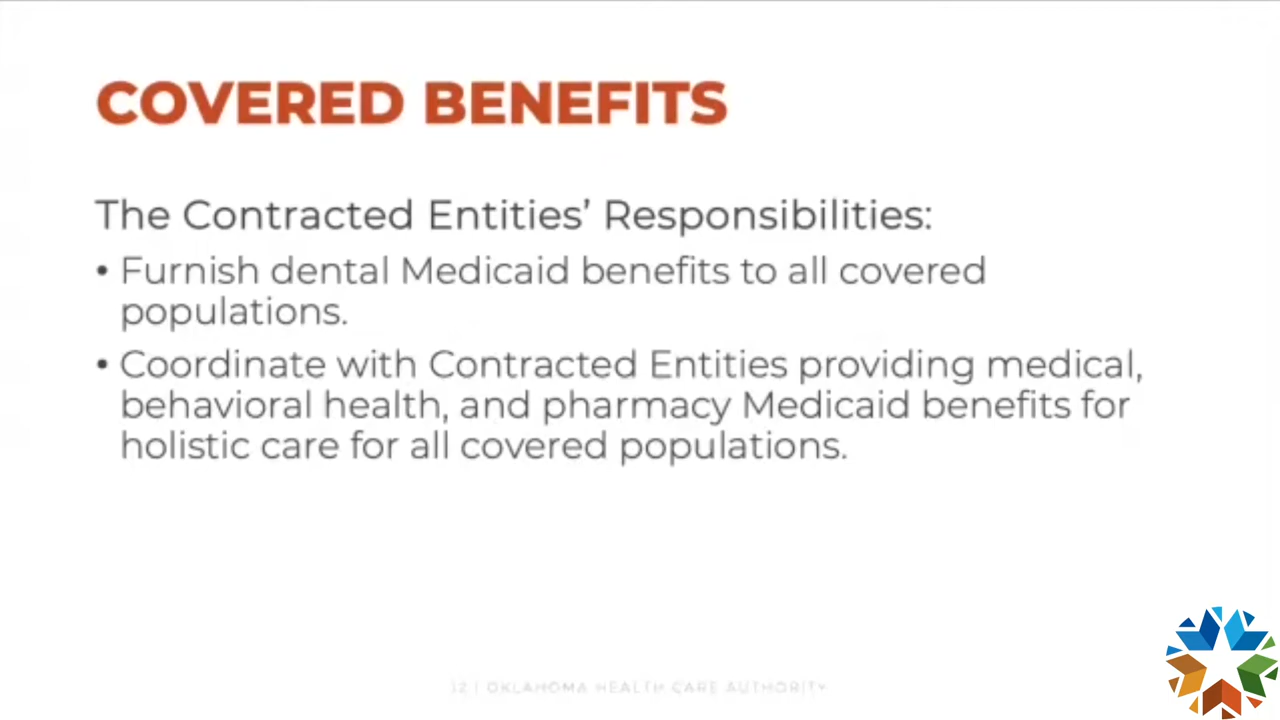 COVERED BENEFITS
The Contracted Entities’ Responsibilities:
• Furnish dental Medicaid benefits to all covered
populations.
• Coordinate with Contracted Entities providing medical,
behavioral health, and pharmacy Medicaid benefits for
holistic care for all covered populations.
12 | OKLAHOMA HEALTH CARE AUTHORITY